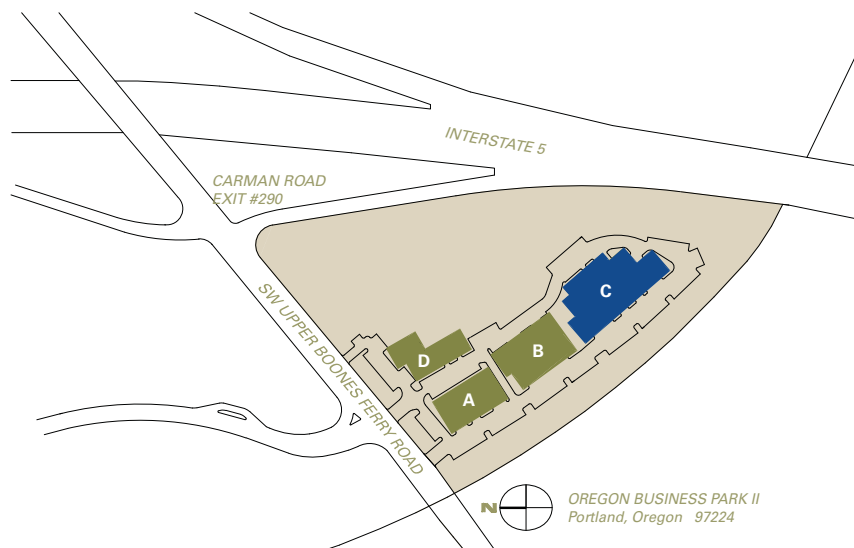 INTERSTATE 5
CARMAN ROAD
EXIT #290
SW UPPER BOONES FERRY ROAD
C
B
D
A
N
OREGON BUSINESS PARK II
Portland, Oregon 97224